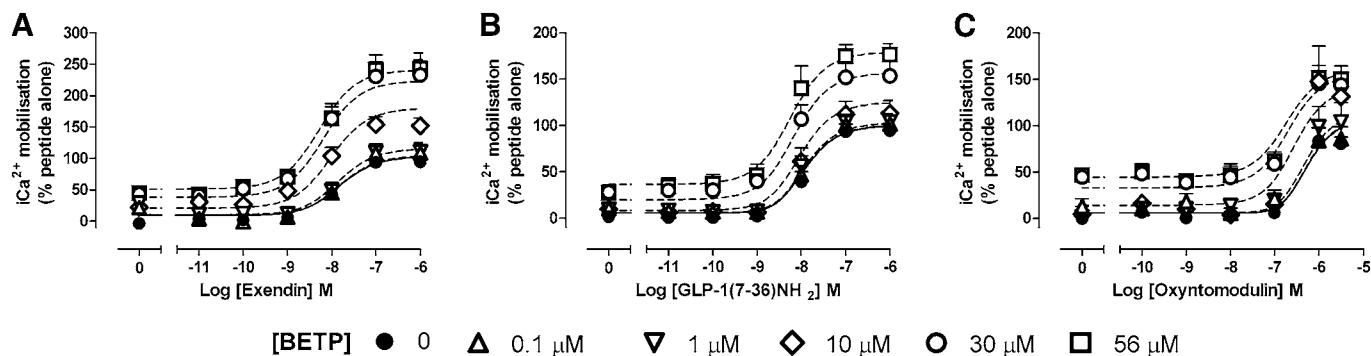 A
B
C
iCa2+ mobilisation
(% peptide alone)
300
250
200
150
100
50
0
0 -11 -10 -9 -8 -7 -6
Log [Exendin] M
iCa2+ mobilisation
(% peptide alone)
200
150
100
50
0
0 -11 -10 -9 -8 -7 -6
Log [GLP-1(7-36)NH 2] M
iCa2+ mobilisation
(% peptide alone)
200
150
100
50
0
0 -10 -9 -8 -7 -6 -5
Log [Oxyntomodulin] M
[BETP] 0 0.1 μM 1 μM 10 μM 30 μM 56 μM